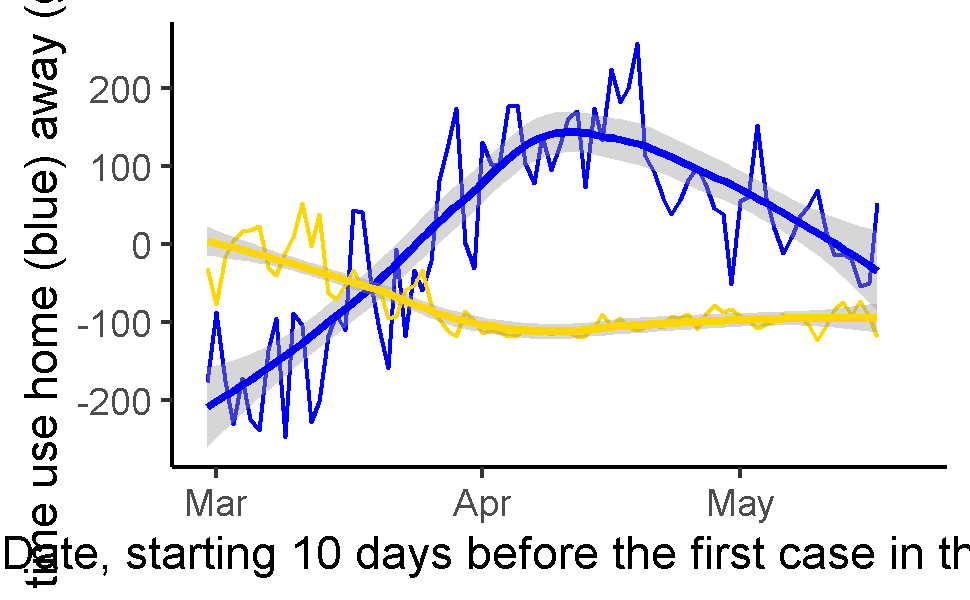 time use home (blue) away (
200
100
0
-100
-200
Mar Apr May
Date, starting 10 days before the first case in th